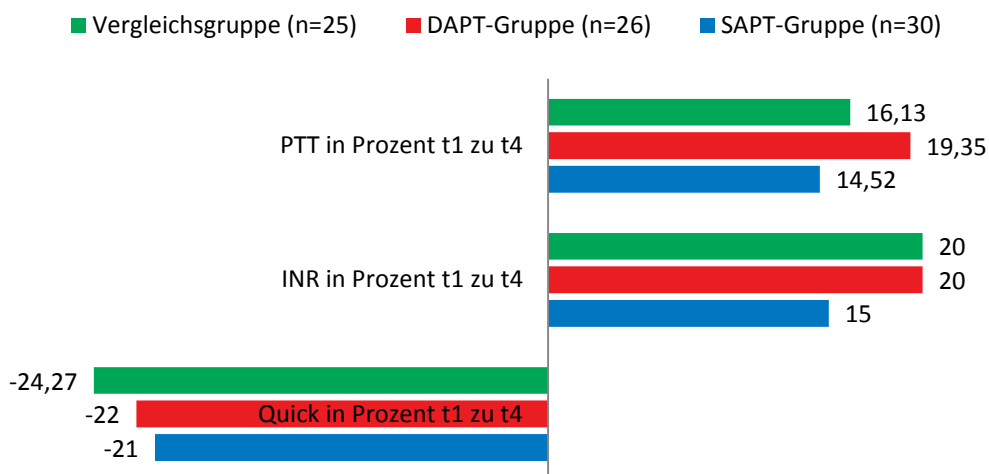 Vergleichsgruppe (n=25) DAPT-Gruppe (n=26) SAPT-Gruppe (n=30)
16,13
PTT in Prozent t1 zu t4
19,35
14,52
20
INR in Prozent t1 zu t4
20
15
-24,27
-22
Quick in Prozent t1 zu t4
-21